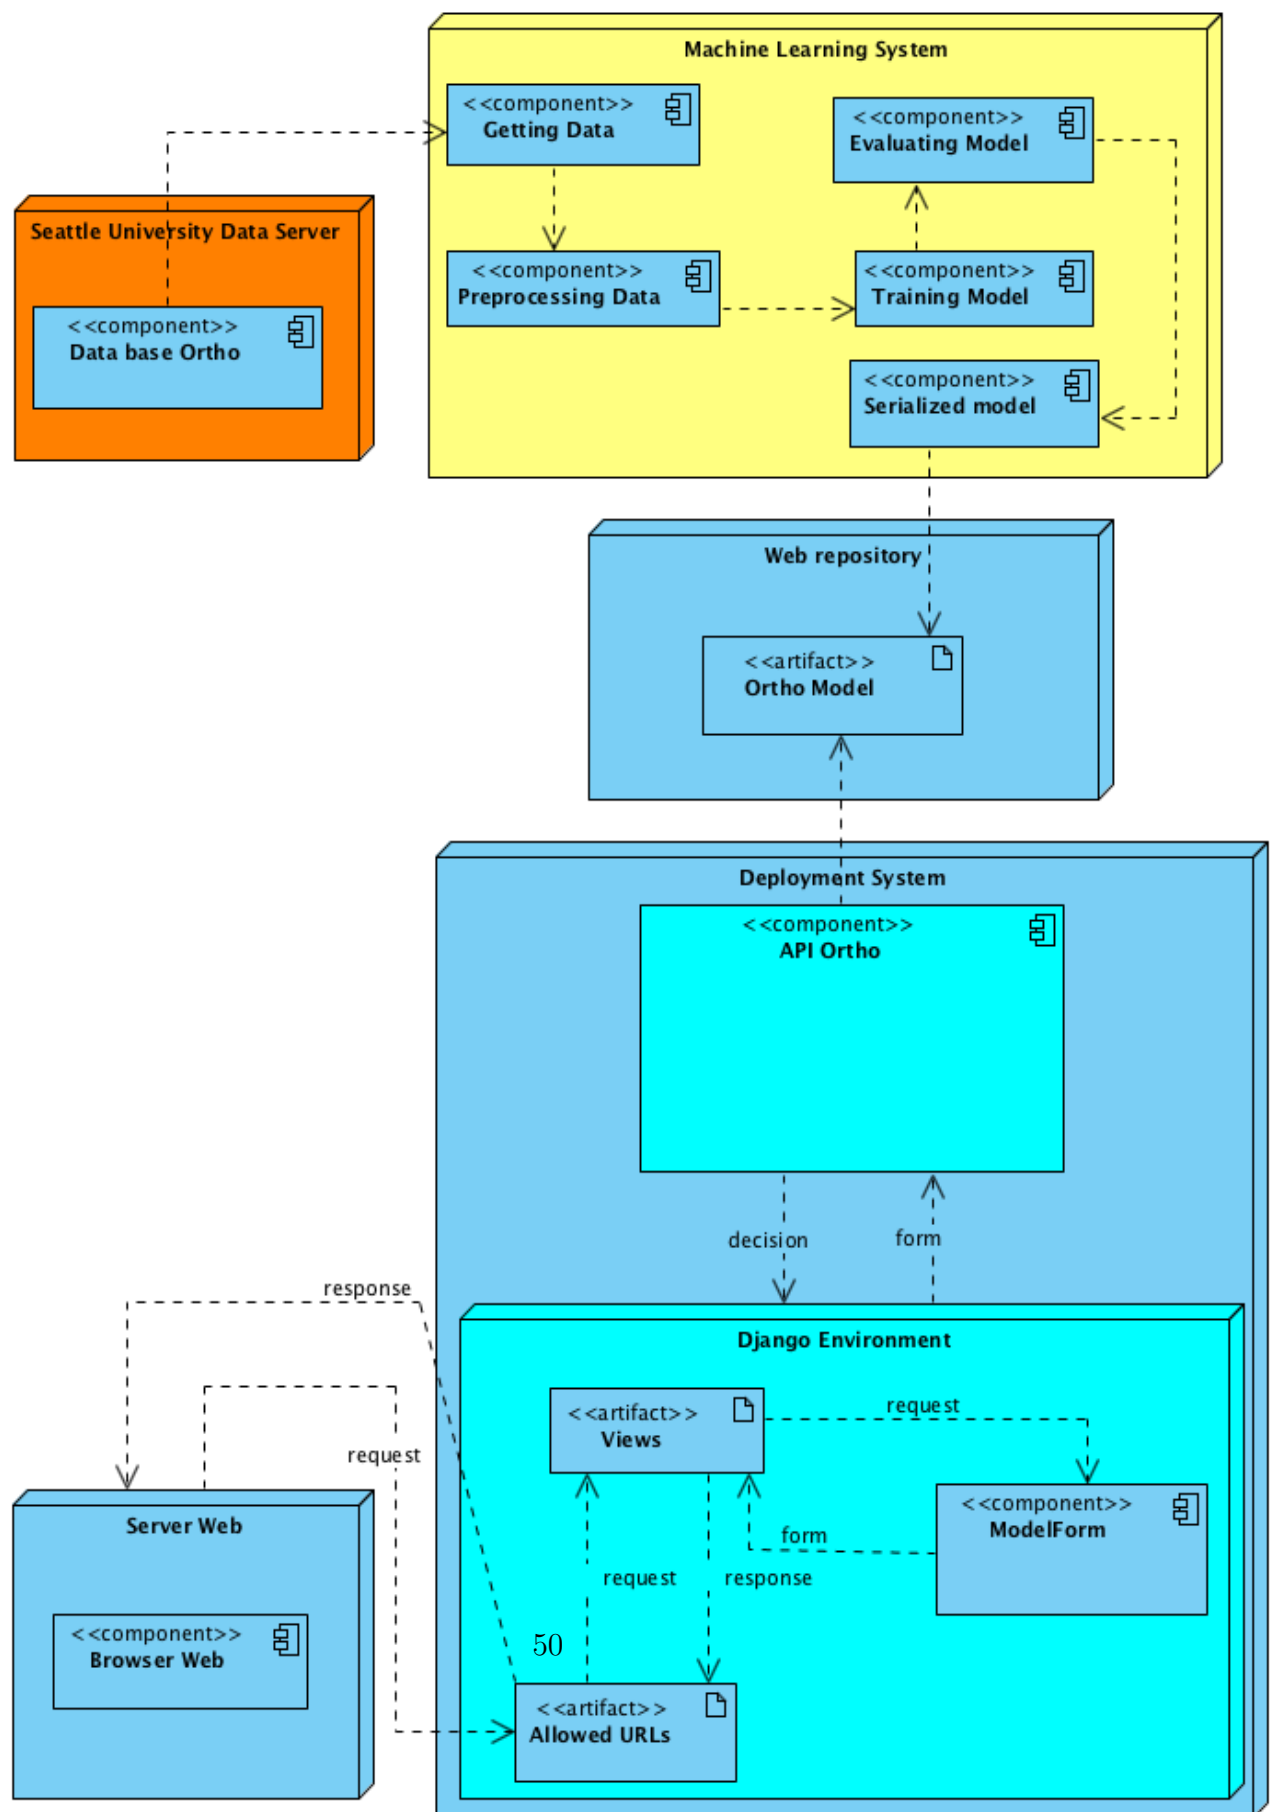 Machine Learning System
<<component>>
Getting Data
<<component>>
Evaluating Model
Seattle University Data Server
<<component>>
Preprocessing Data
<<component>>
Training Model
<<component>>
Data base Ortho
<<component>>
Serialized model
Web repository
<<artifact>>
Ortho Model
Deployment System
<<component>>
API Ortho
decision
form
response
Django Environment
<<artifact>>
Views
request
request
<<component>>
ModelForm
Server Web
form
request
response
<<component>>
Browser Web
50
<<artifact>>
Allowed URLs